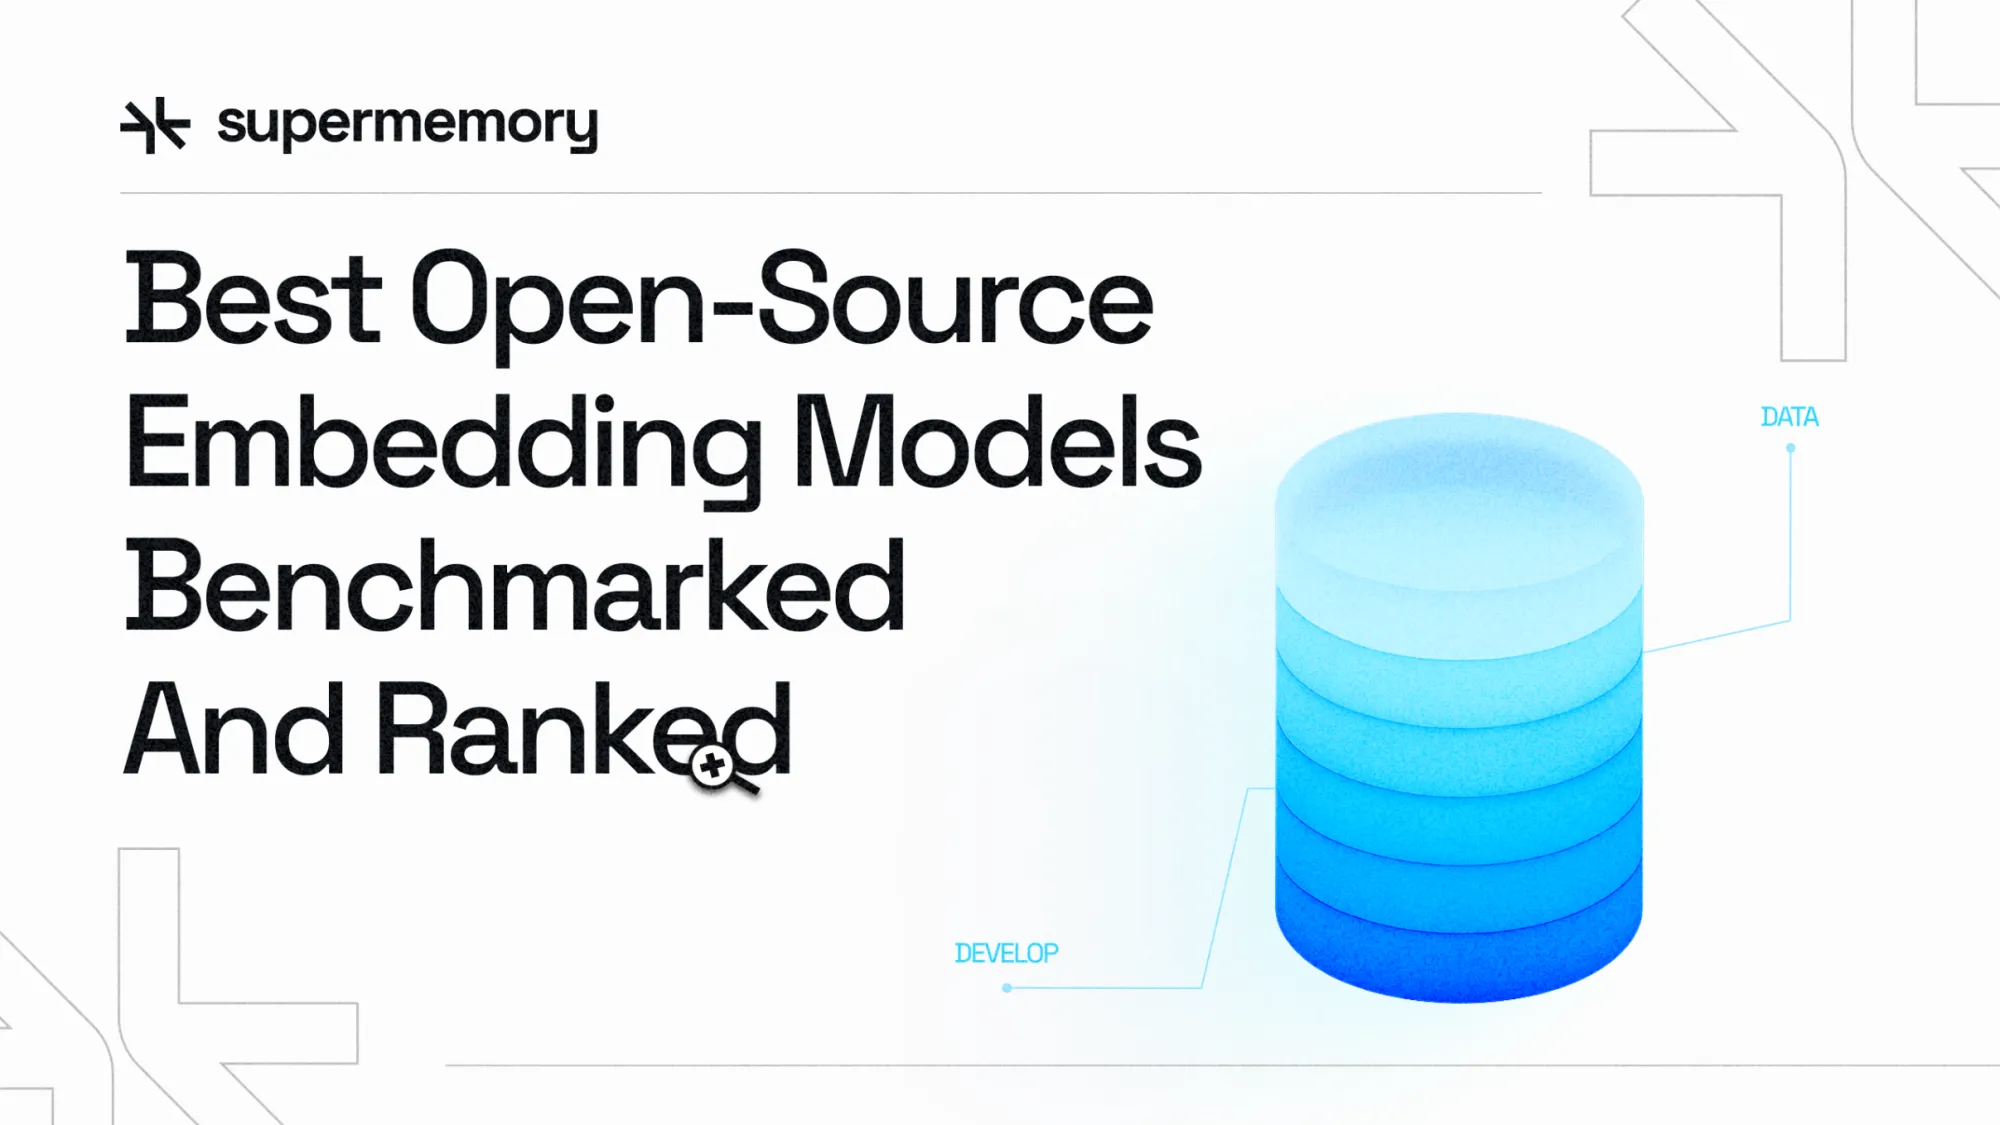 supermemory
Best Open-Source
Embedding Models
Benchmarked
And Ranked
DATA
DEVELOP